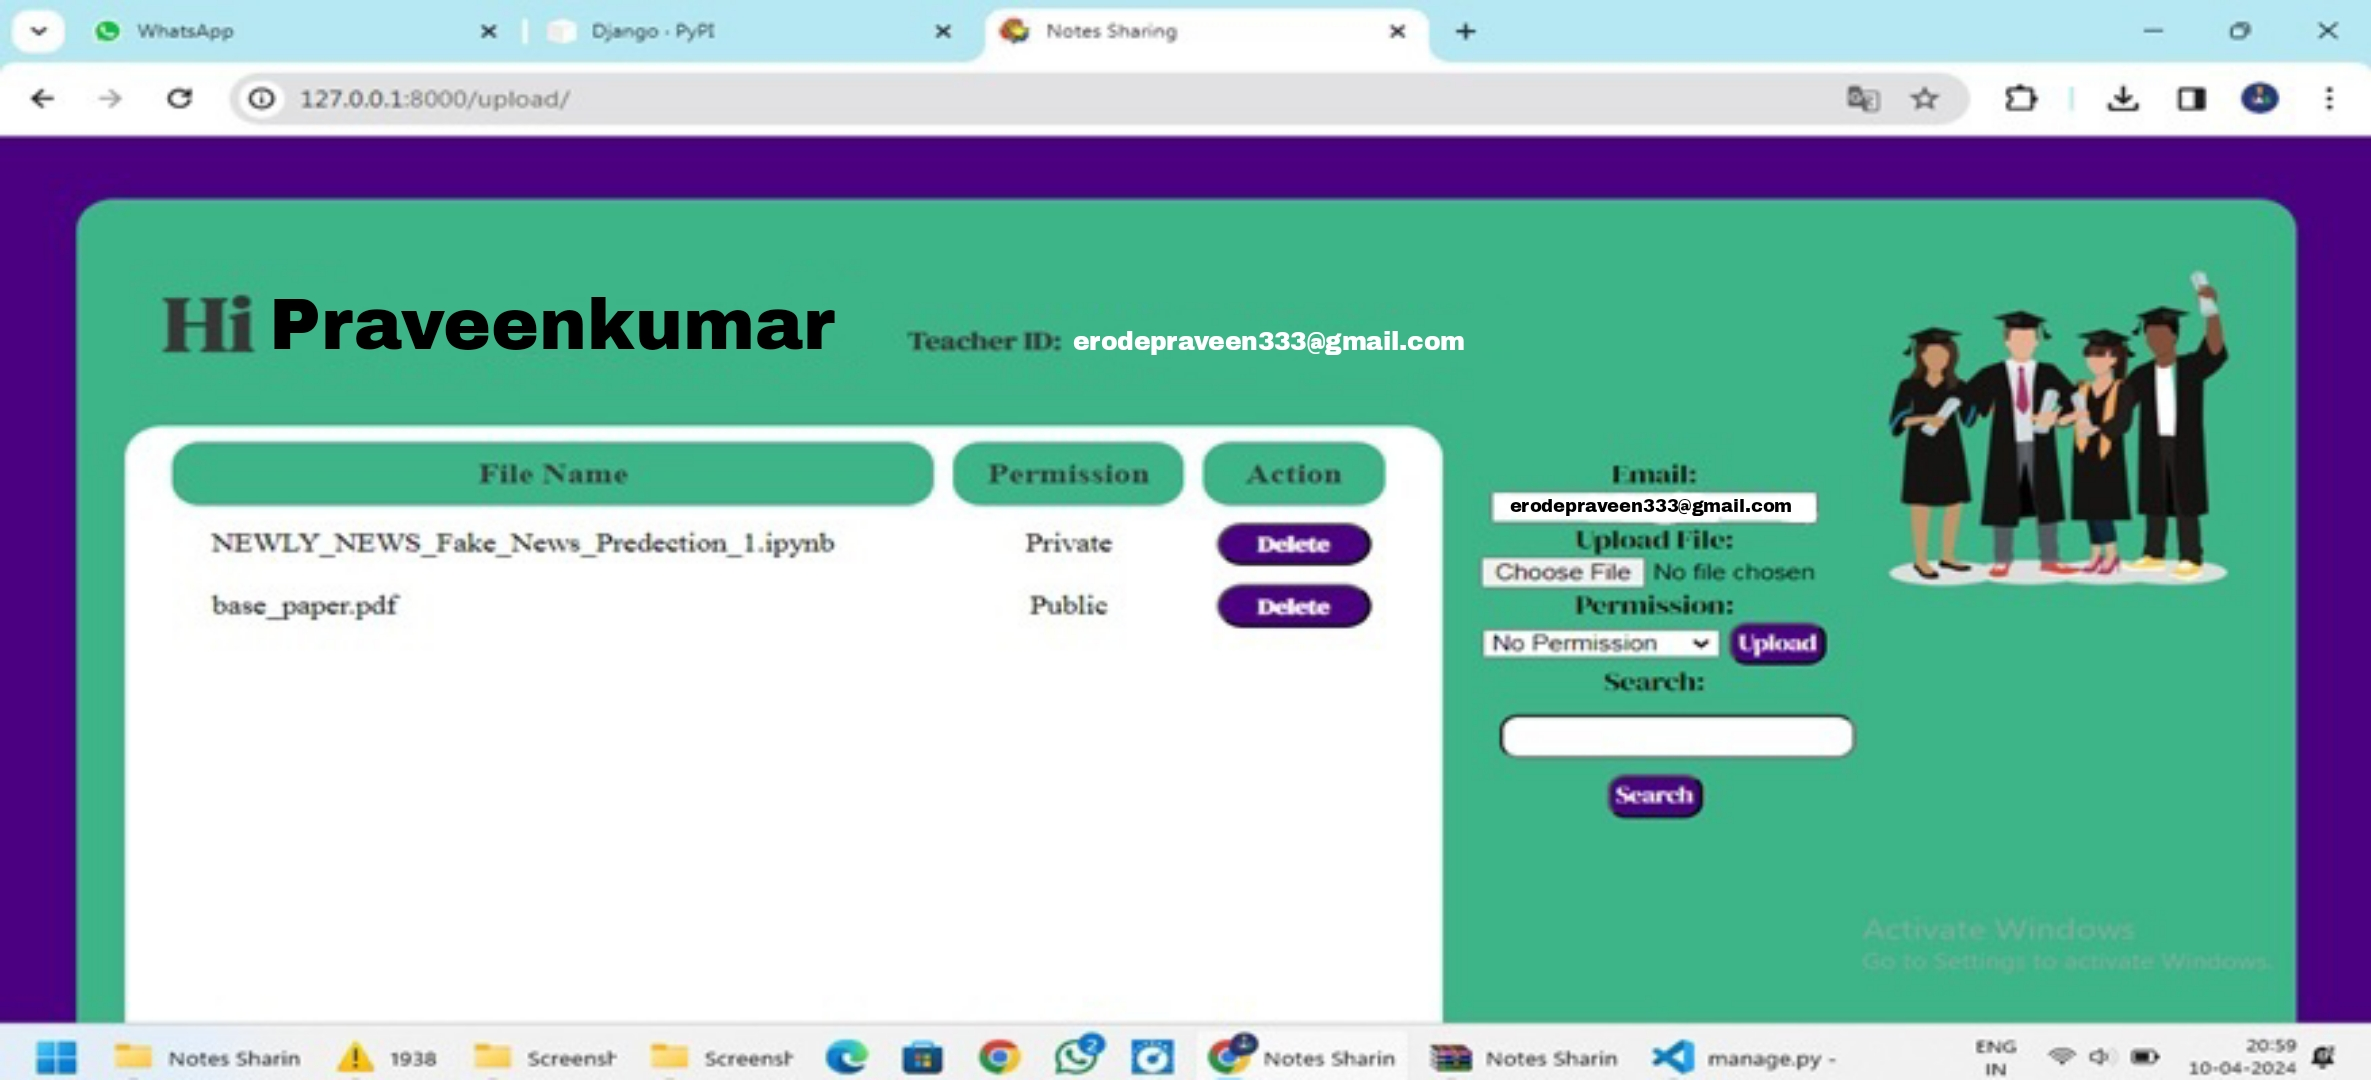 WhatsApp
Django · PyPI
Notes Sharing
127.0.0.1:8000/upload/
Hi Praveenkumar
Teacher ID: erodepraveen333@gmail.com
File Name Permission Action
NEWLY_NEWS_Fake_News_Predection_1.ipynb Private Delete
base_paper.pdf Public Delete
Email:
erodepraveen333@gmail.com
Upload File:
Choose File No file chosen
Permission:
No Permission Upload
Search:
Search
Activate Windows
Go to Settings to activate Windows.
Notes Sharin 1938 Screensh Screensh 2 Notes Sharin Notes Sharin manage.py -
ENG
IN
20:59
10-04-2024